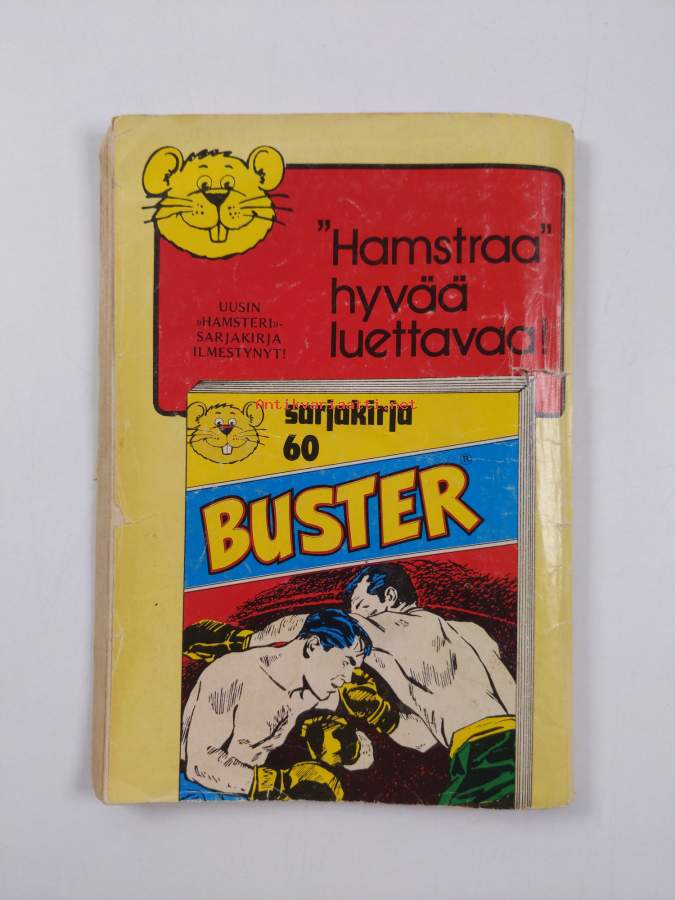 "Hamstraa"
hyvää
luettavaa!
UUSIN
»HAMSTERI»-
SARJAKIRJA
ILMESTYNYT!
Antikvariaatti.net
sarjakirja
60
BUSTER
®